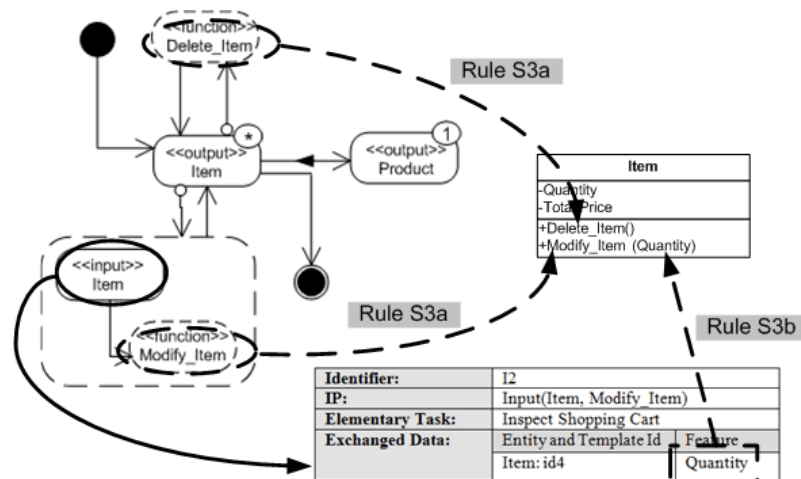 <<function>>
Delete_Item
Rule S3a
*
1
<<output>>
Item
<<output>>
Product
Item
-Quantity
-Total Price
+Delete_Item()
+Modify_Item (Quantity)
<<input>>
Item
Rule S3a
Rule S3b
<<function>>
Modify_Item
Identifier: I2
IP: Input(Item, Modify_Item)
Elementary Task: Inspect Shopping Cart
Exchanged Data: Entity and Template Id Feature
Item: id4 Quantity